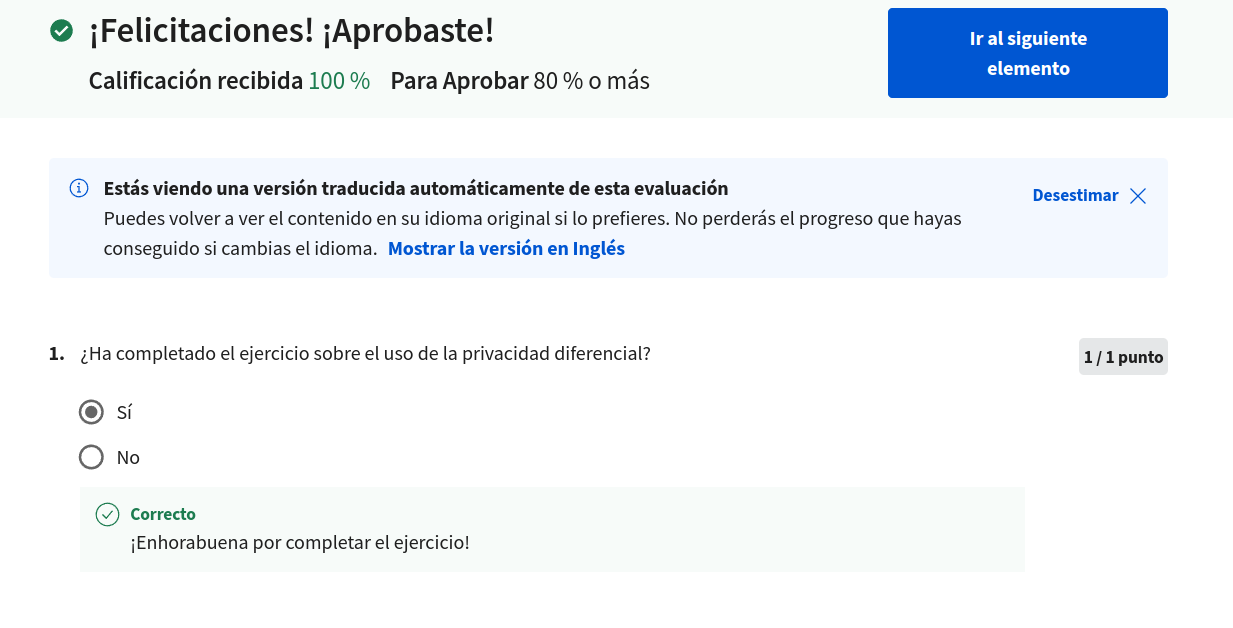 ¡Felicitaciones! ¡Aprobaste!
Calificación recibida 100 % Para Aprobar 80 % o más
Ir al siguiente
elemento
Estás viendo una versión traducida automáticamente de esta evaluación
Desestimar
Puedes volver a ver el contenido en su idioma original si lo prefieres. No perderás el progreso que hayas
conseguido si cambias el idioma. Mostrar la versión en Inglés
1. ¿Ha completado el ejercicio sobre el uso de la privacidad diferencial?
1 / 1 punto
Sí
No
Correcto
¡Enhorabuena por completar el ejercicio!